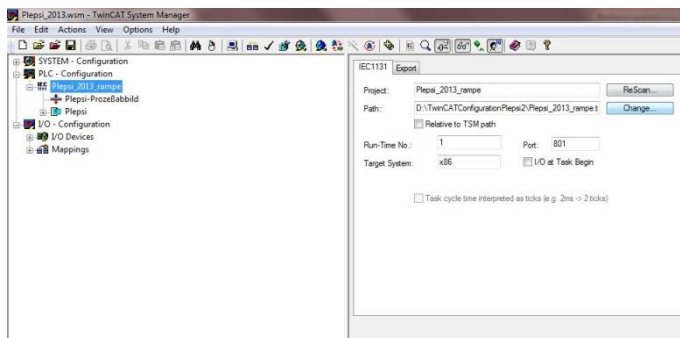 Plepsi_2013.wsm - TwinCAT System Manager
File Edit Actions View Options Help
SYSTEM - Configuration
PLC - Configuration
Plepsi_2013_rampe
Plepsi-Prozeßabbild
Plepsi
I/O - Configuration
I/O Devices
Mappings
IEC1131 Export
Project: Plepsi_2013_rampe ReScan...
Path: D:\TwinCATConfigurationPlepsi2\Plepsi_2013_rampe.t Change...
Relative to TSM path
Run-Time No.: 1 Port: 801
Target System: x86 I/O at Task Begin
Task cycle time interpreted as ticks (e.g. 2ms -> 2 ticks)